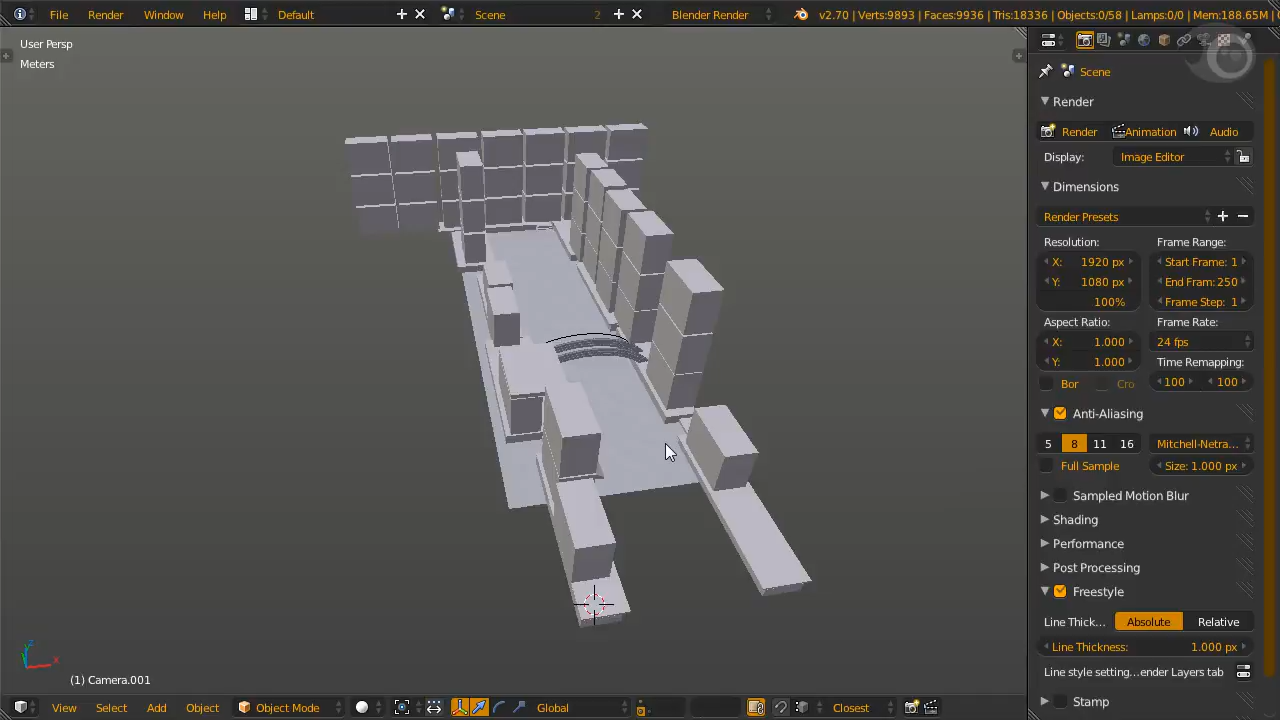 File Render Window Help Default Scene 2 Blender Render v2.70 | Verts:9893 | Faces:9936 | Tris:18336 | Objects:0/58 | Lamps:0/0 | Mem:188.65M
User Persp
Meters
Scene
Render
Render Animation Audio
Display: Image Editor
Dimensions
Render Presets
Resolution: Frame Range:
X: 1920 px Start Frame: 1
Y: 1080 px End Fram: 250
100% Frame Step: 1
Aspect Ratio: Frame Rate:
X: 1.000 24 fps
Y: 1.000 Time Remapping:
Bor Cro 100 100
Anti-Aliasing
5 8 11 16 Mitchell-Netra...
Full Sample Size: 1.000 px
Sampled Motion Blur
Shading
Performance
Post Processing
Freestyle
Line Thick... Absolute Relative
Line Thickness: 1.000 px
Line style setting...ender Layers tab
Stamp
(1) Camera.001
View Select Add Object Object Mode Global Closest